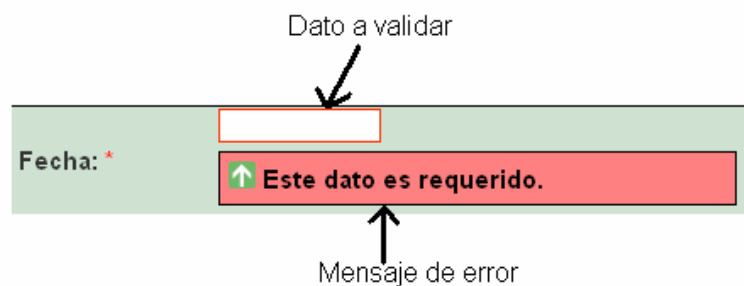 Dato a validar
Fecha: *
Este dato es requerido.
Mensaje de error